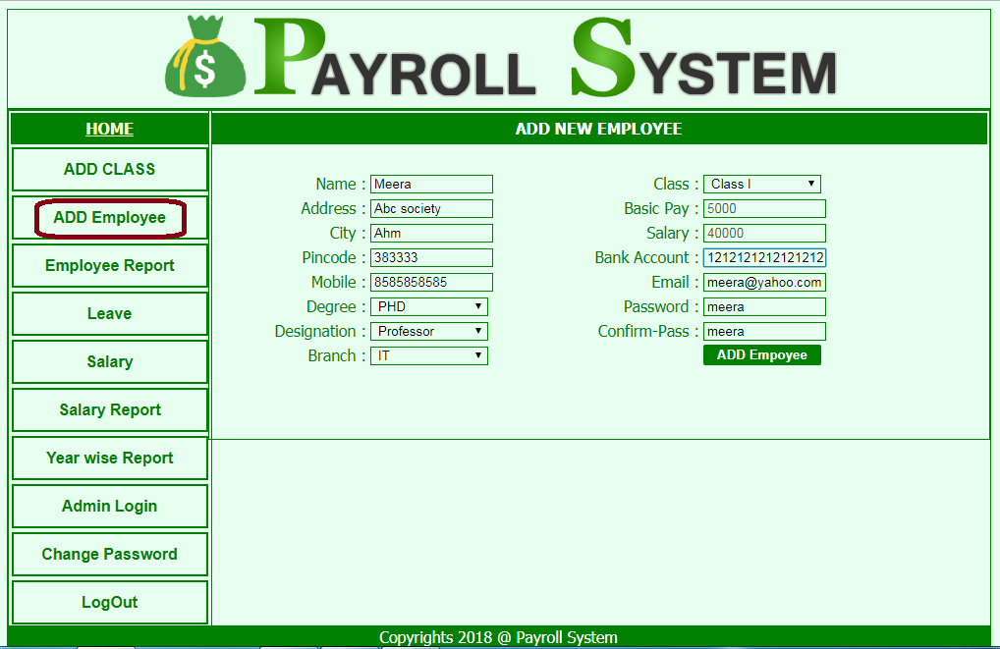 $ PAYROLL SYSTEM
HOME
ADD NEW EMPLOYEE
ADD CLASS
ADD Employee
Employee Report
Leave
Salary
Salary Report
Year wise Report
Admin Login
Change Password
LogOut
Name : Meera
Address : Abc society
City : Ahm
Pincode : 383333
Mobile : 8585858585
Degree : PHD
Designation : Professor
Branch : IT
Class : Class I
Basic Pay : 5000
Salary : 40000
Bank Account : 1212121212121212
Email : meera@yahoo.com
Password : meera
Confirm-Pass : meera
ADD Empoyee
Copyrights 2018 @ Payroll System